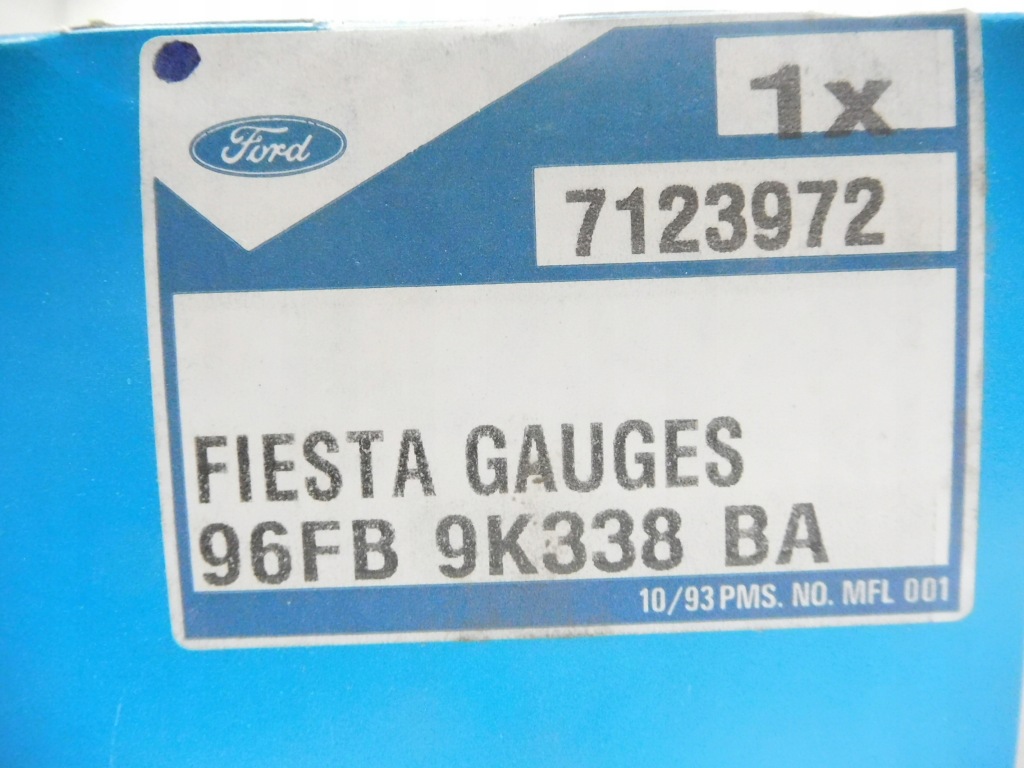 1x
Ford
7123972
FIESTA GAUGES
96FB 9K338 BA
10/93 PMS. NO. MFL 001